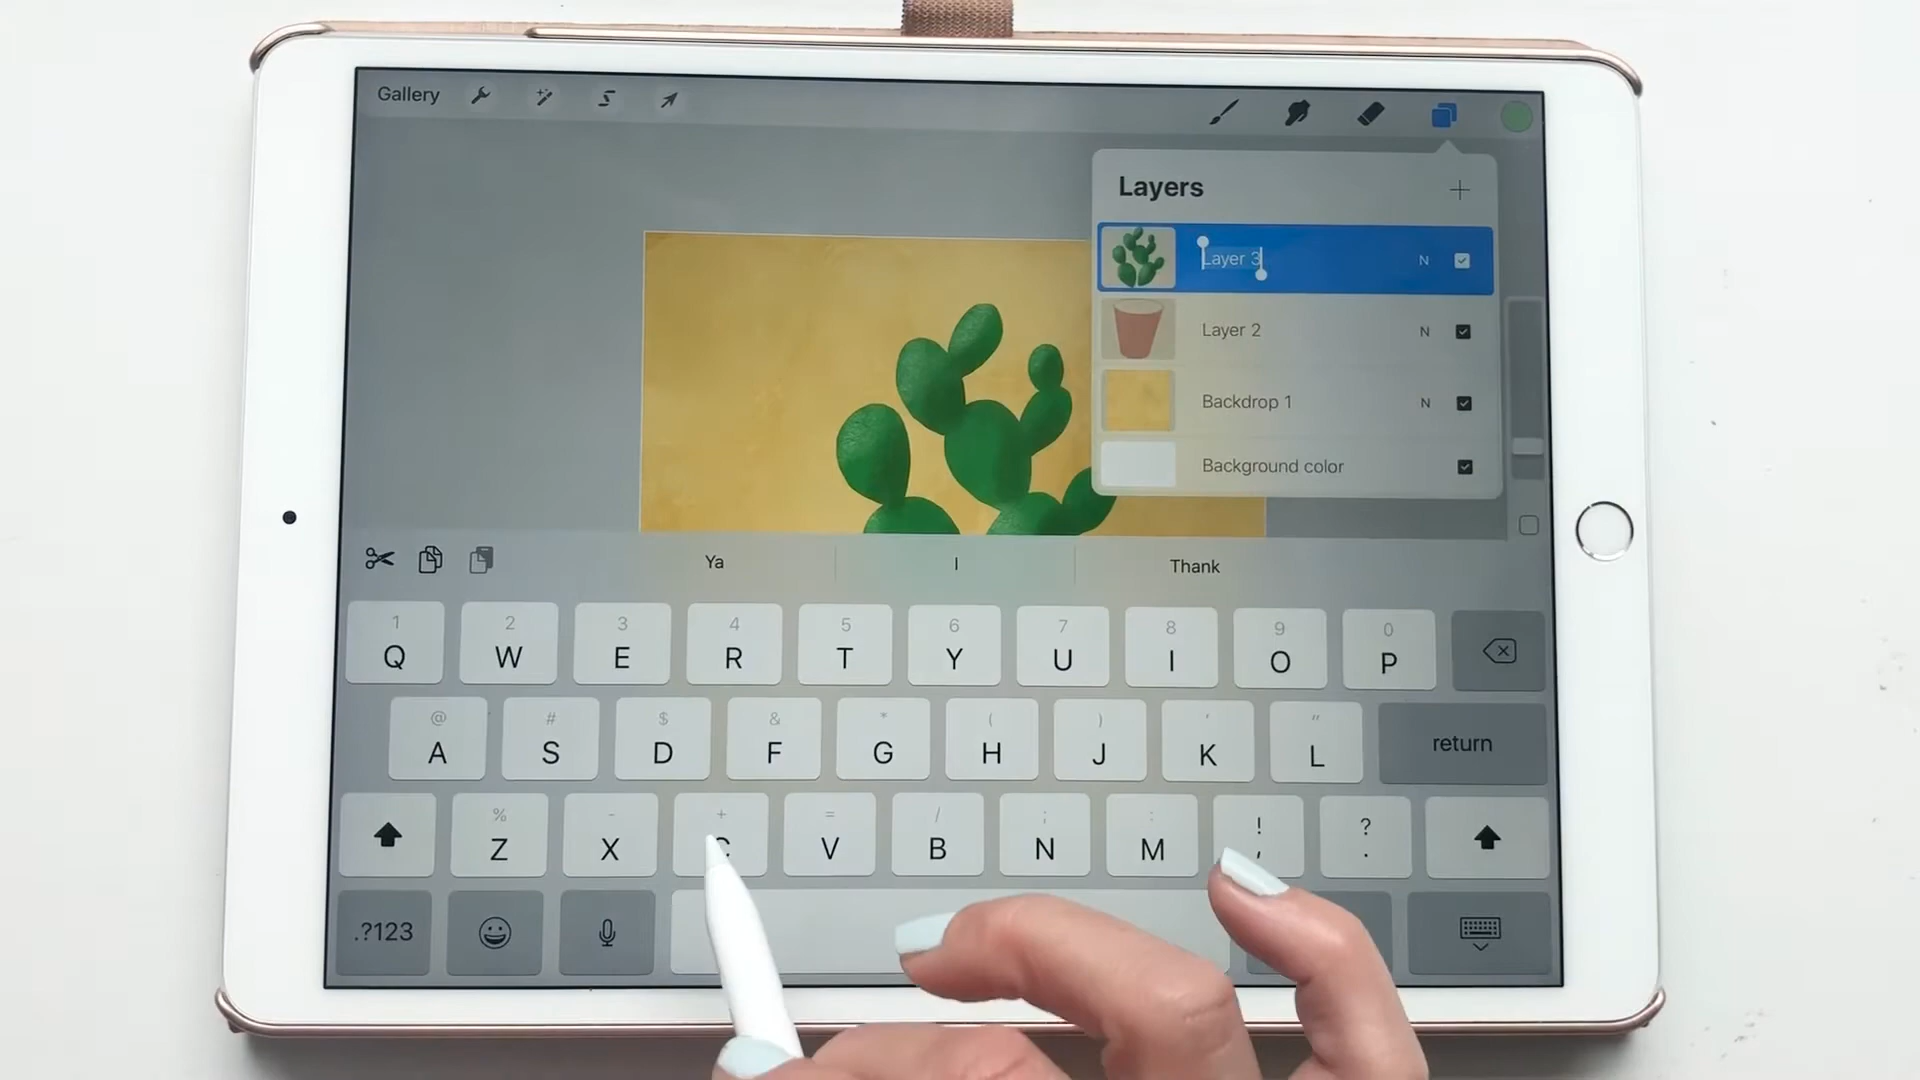 Gallery
Layers
Layer 3 N
Layer 2 N
Backdrop 1 N
Background color
Ya I Thank
1 2 3 4 5 6 7 8 9 0
Q W E R T Y U I O P
@ # $ & * ( ) ' "
A S D F G H J K L return
% - + = / ; : ! ?
Z X C V B N M , .
.?123